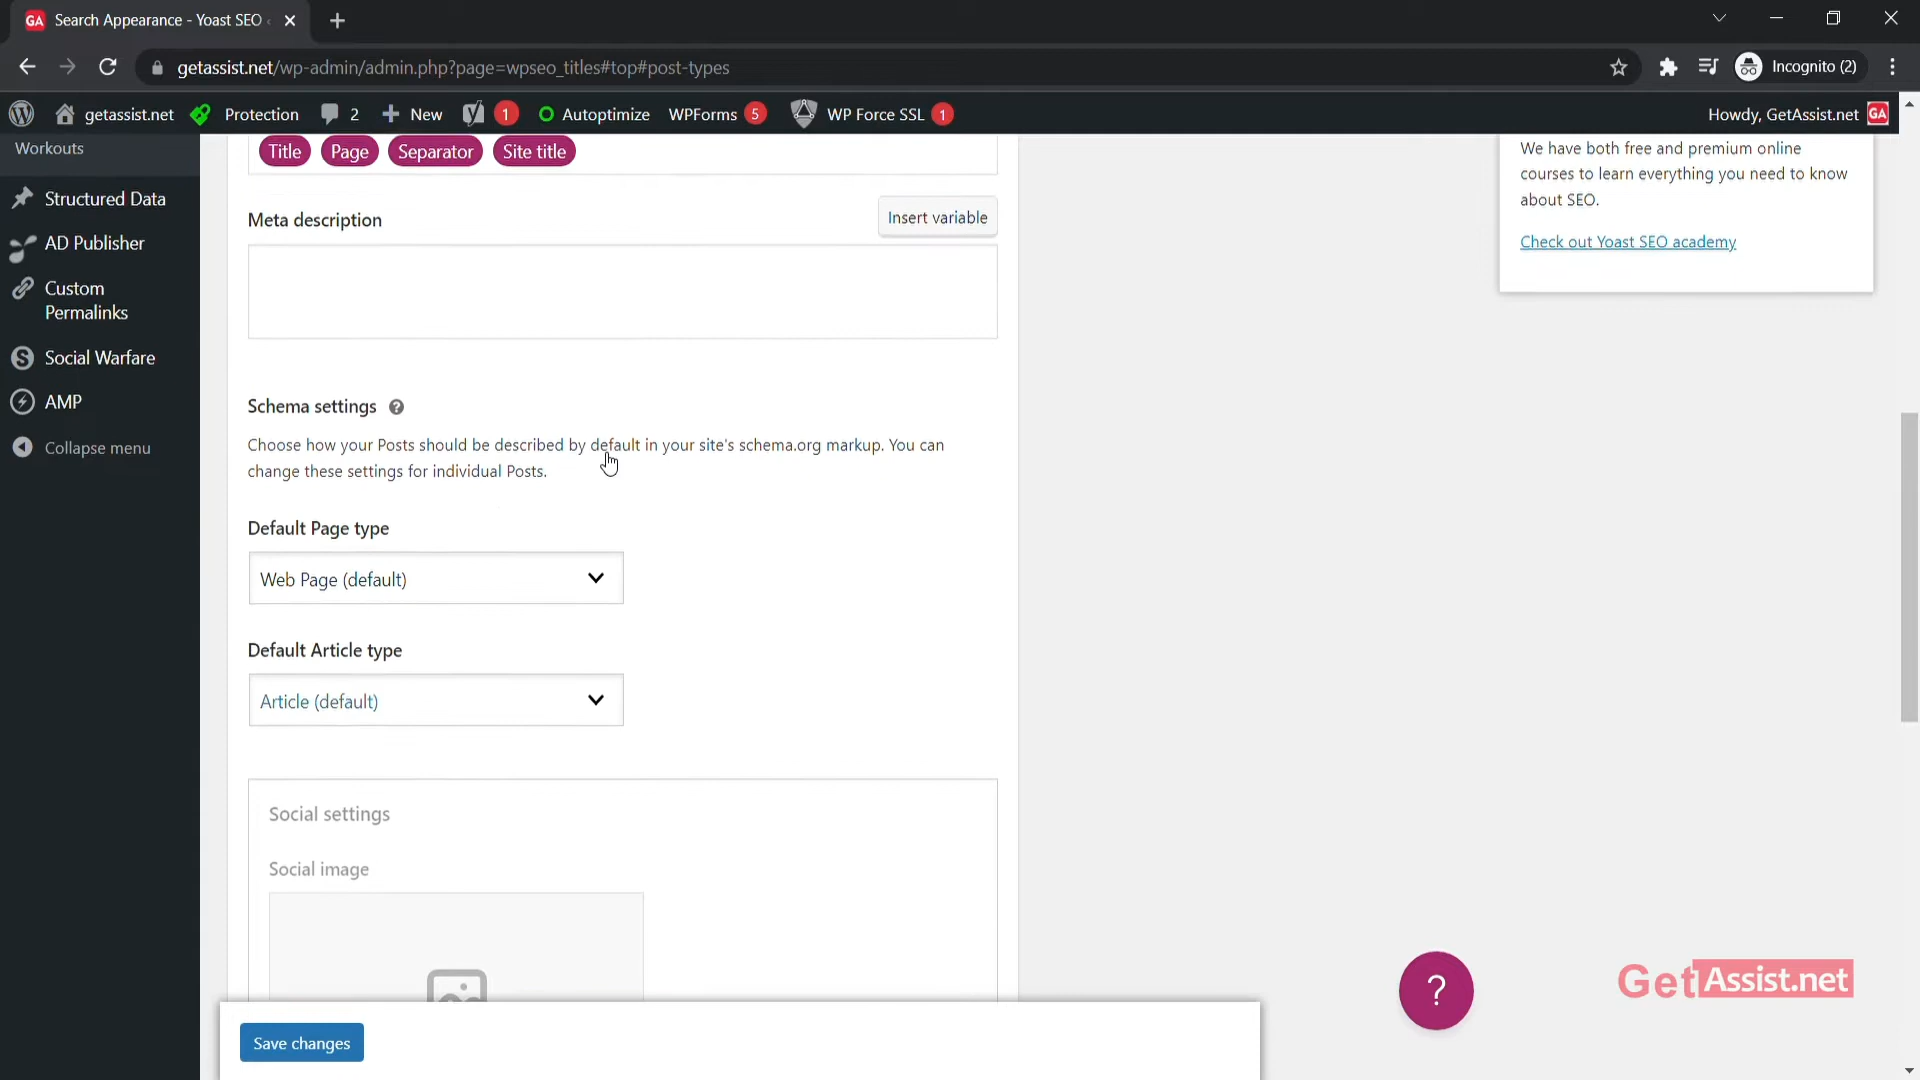 GA Search Appearance - Yoast SEO
getassist.net/wp-admin/admin.php?page=wpseo_titles#top#post-types
Incognito (2)
getassist.net
Protection
2
New
1
Autoptimize
WPForms 5
WP Force SSL 1
Howdy, GetAssist.net GA
Workouts
Structured Data
AD Publisher
Custom
Permalinks
Social Warfare
AMP
Collapse menu
Title Page Separator Site title
Meta description
Insert variable
Schema settings ?
Choose how your Posts should be described by default in your site's schema.org markup. You can
change these settings for individual Posts.
Default Page type
Web Page (default)
Default Article type
Article (default)
Social settings
Social image
Save changes
We have both free and premium online
courses to learn everything you need to know
about SEO.
Check out Yoast SEO academy
?
GetAssist.net